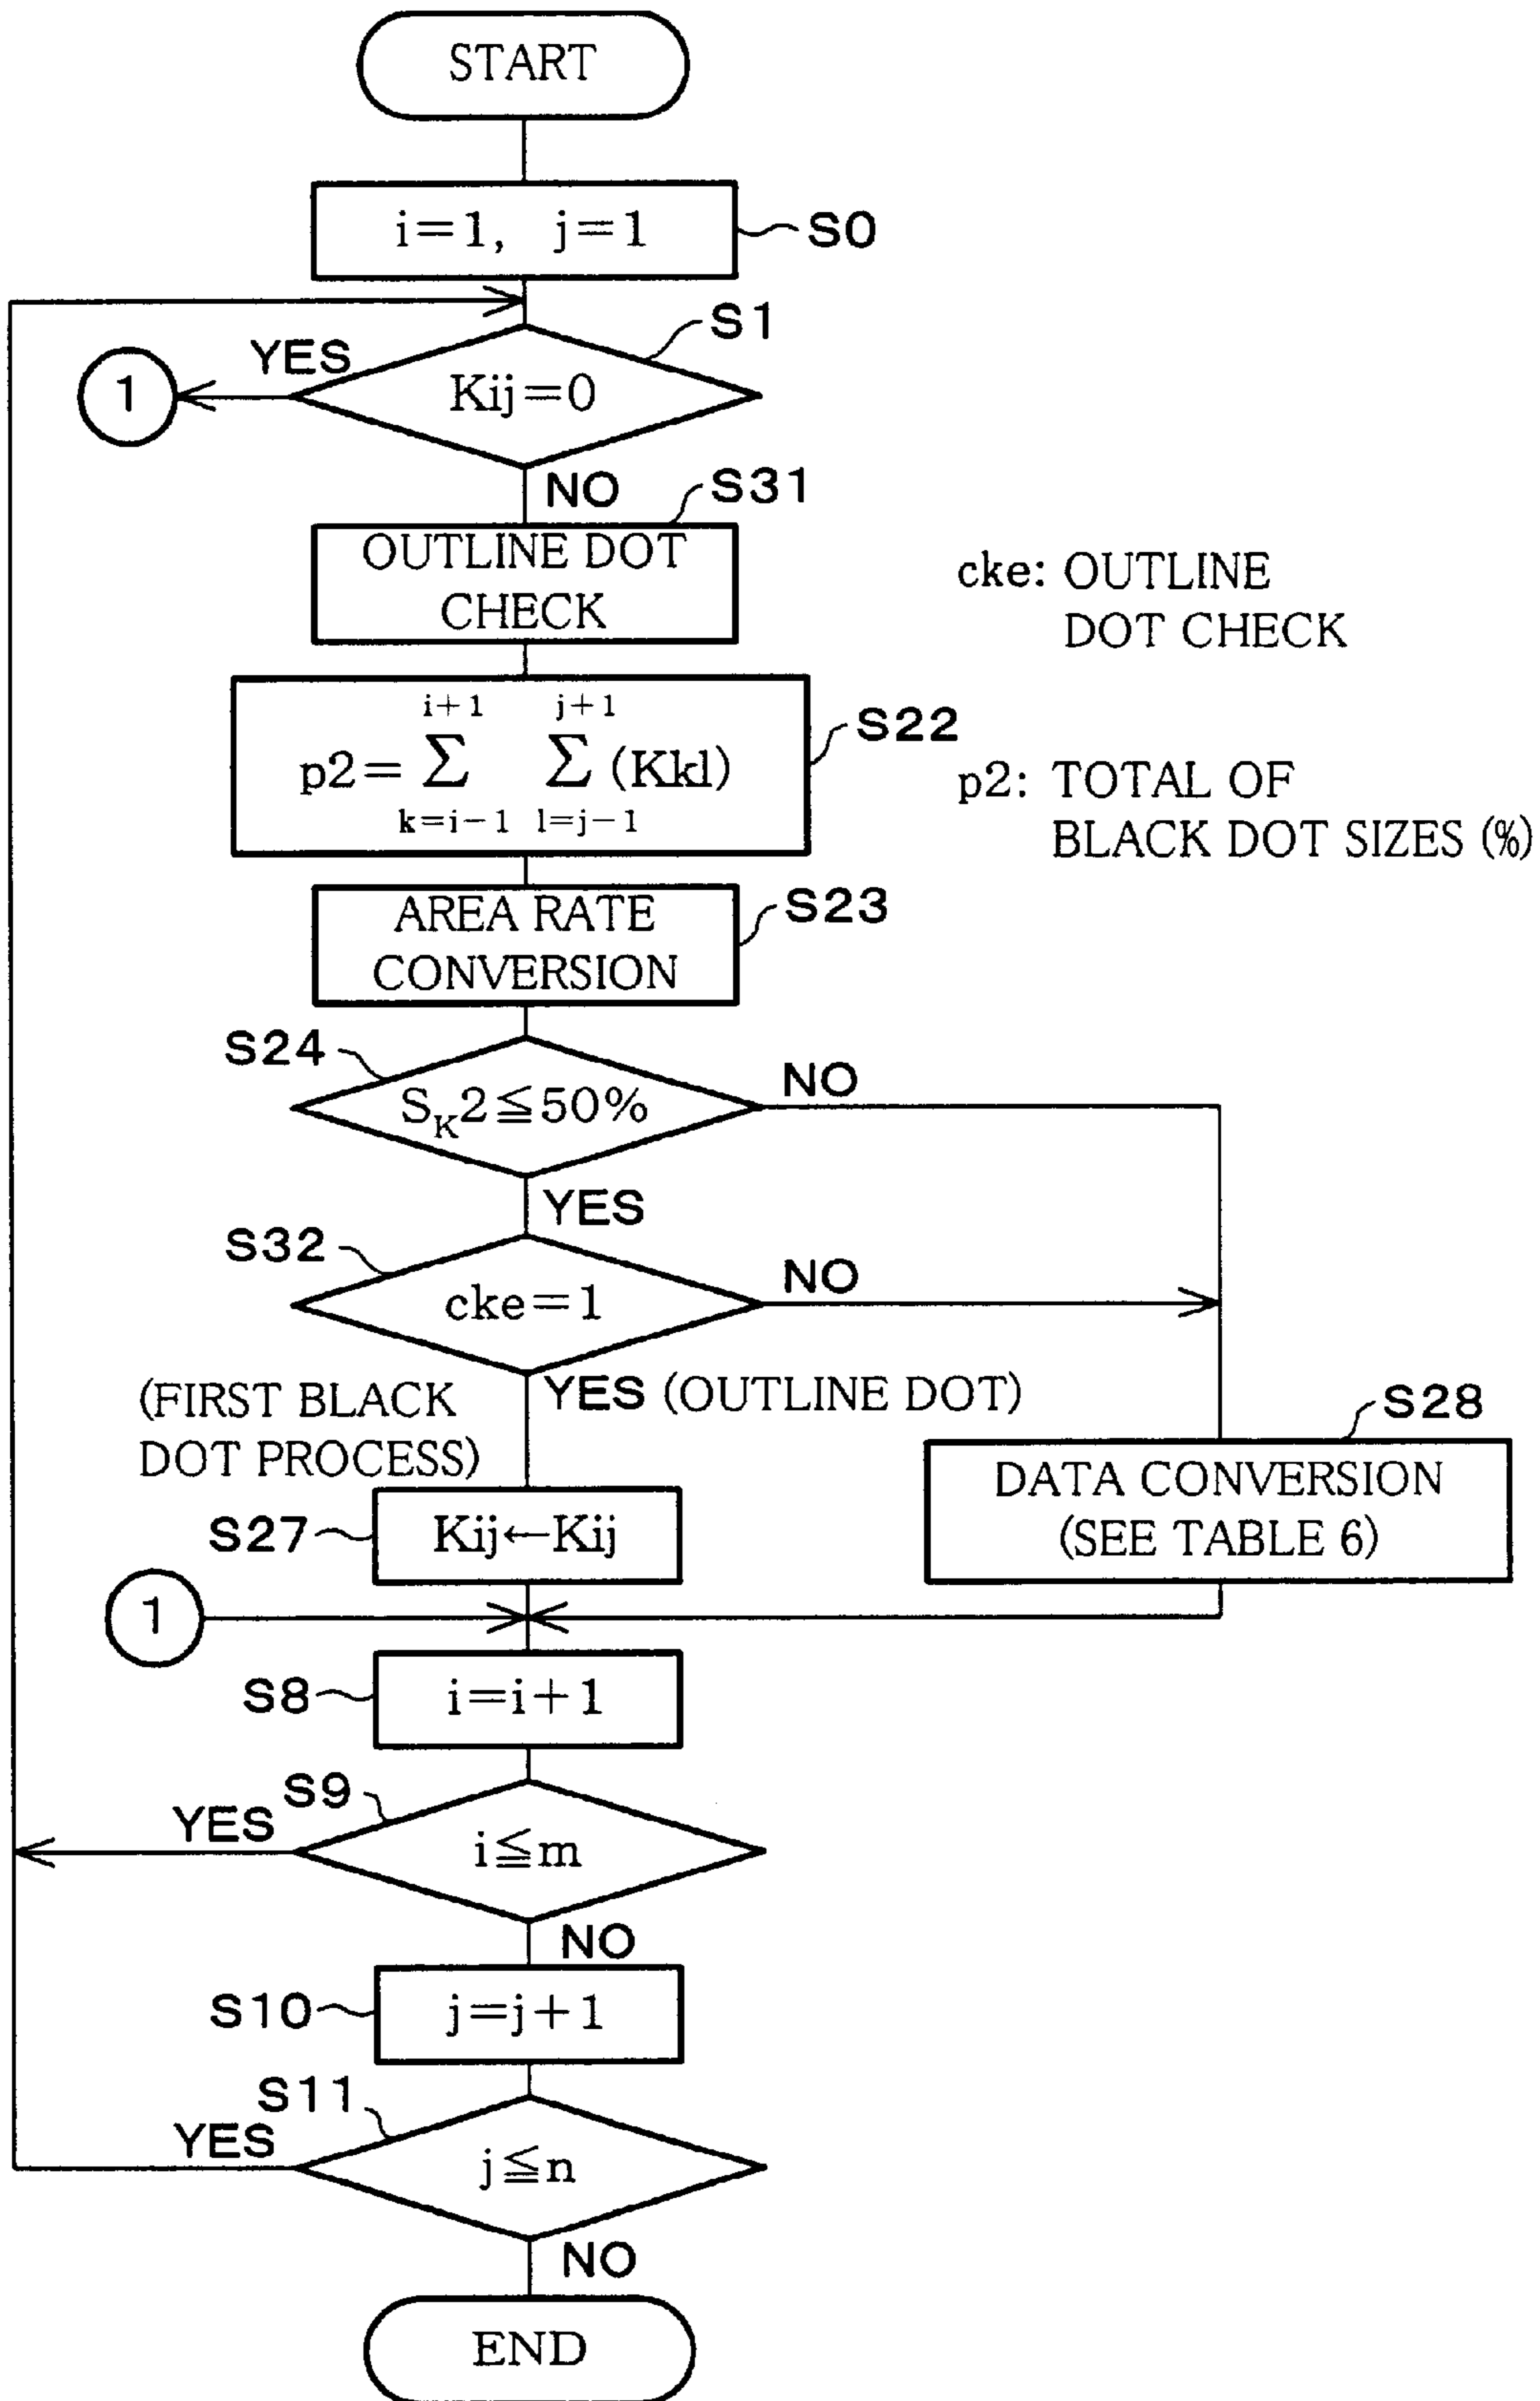 START
i=1, j=1
S0
S1
YES
Kij=0
1
NO
S31
OUTLINE DOT
CHECK
cke: OUTLINE
DOT CHECK
i+1 j+1
p2=Σ Σ(Kkl)
k=i-1 l=j-1
S22
p2: TOTAL OF
BLACK DOT SIZES (%)
AREA RATE
CONVERSION
S23
S24
NO
S_K2≦50%
YES
S32
NO
cke=1
(FIRST BLACK
DOT PROCESS)
YES (OUTLINE DOT)
S28
DATA CONVERSION
(SEE TABLE 6)
S27
Kij←Kij
1
S8
i=i+1
S9
YES
i≦m
NO
S10
j=j+1
S11
YES
j≦n
NO
END